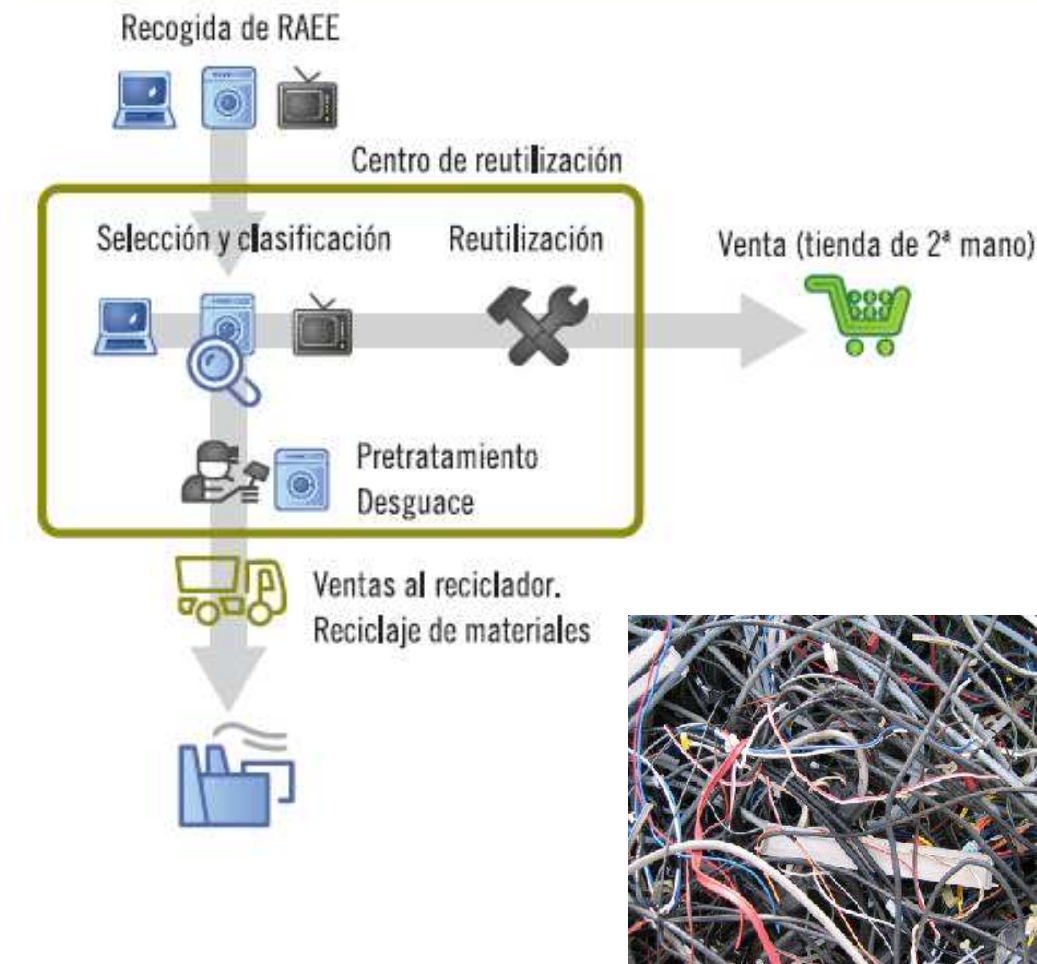 Recogida de RAEE
Centro de reutilización
Selección y clasificación
Reutilización
Venta (tienda de 2ª mano)
Pretratamiento
Desguace
Ventas al reciclador.
Reciclaje de materiales